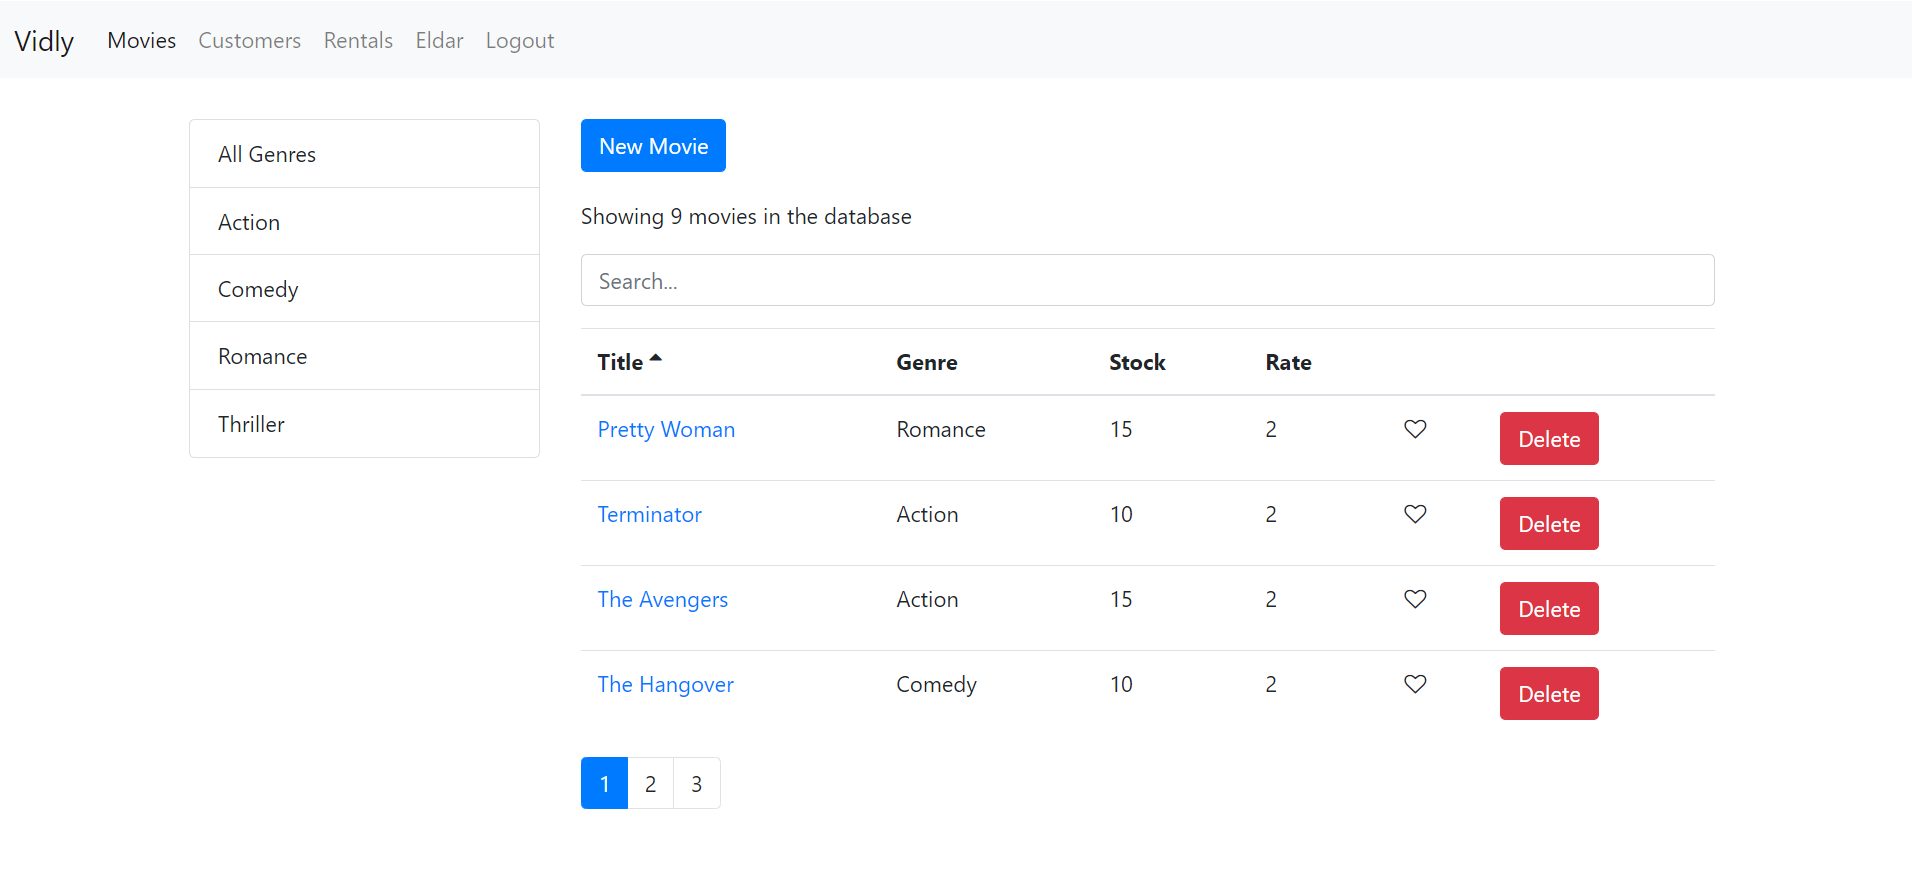 Vidly Movies Customers Rentals Eldar Logout
All Genres
Action
Comedy
Romance
Thriller
New Movie
Showing 9 movies in the database
Search...
Title Genre Stock Rate
Pretty Woman Romance 15 2 Delete
Terminator Action 10 2 Delete
The Avengers Action 15 2 Delete
The Hangover Comedy 10 2 Delete
1 2 3